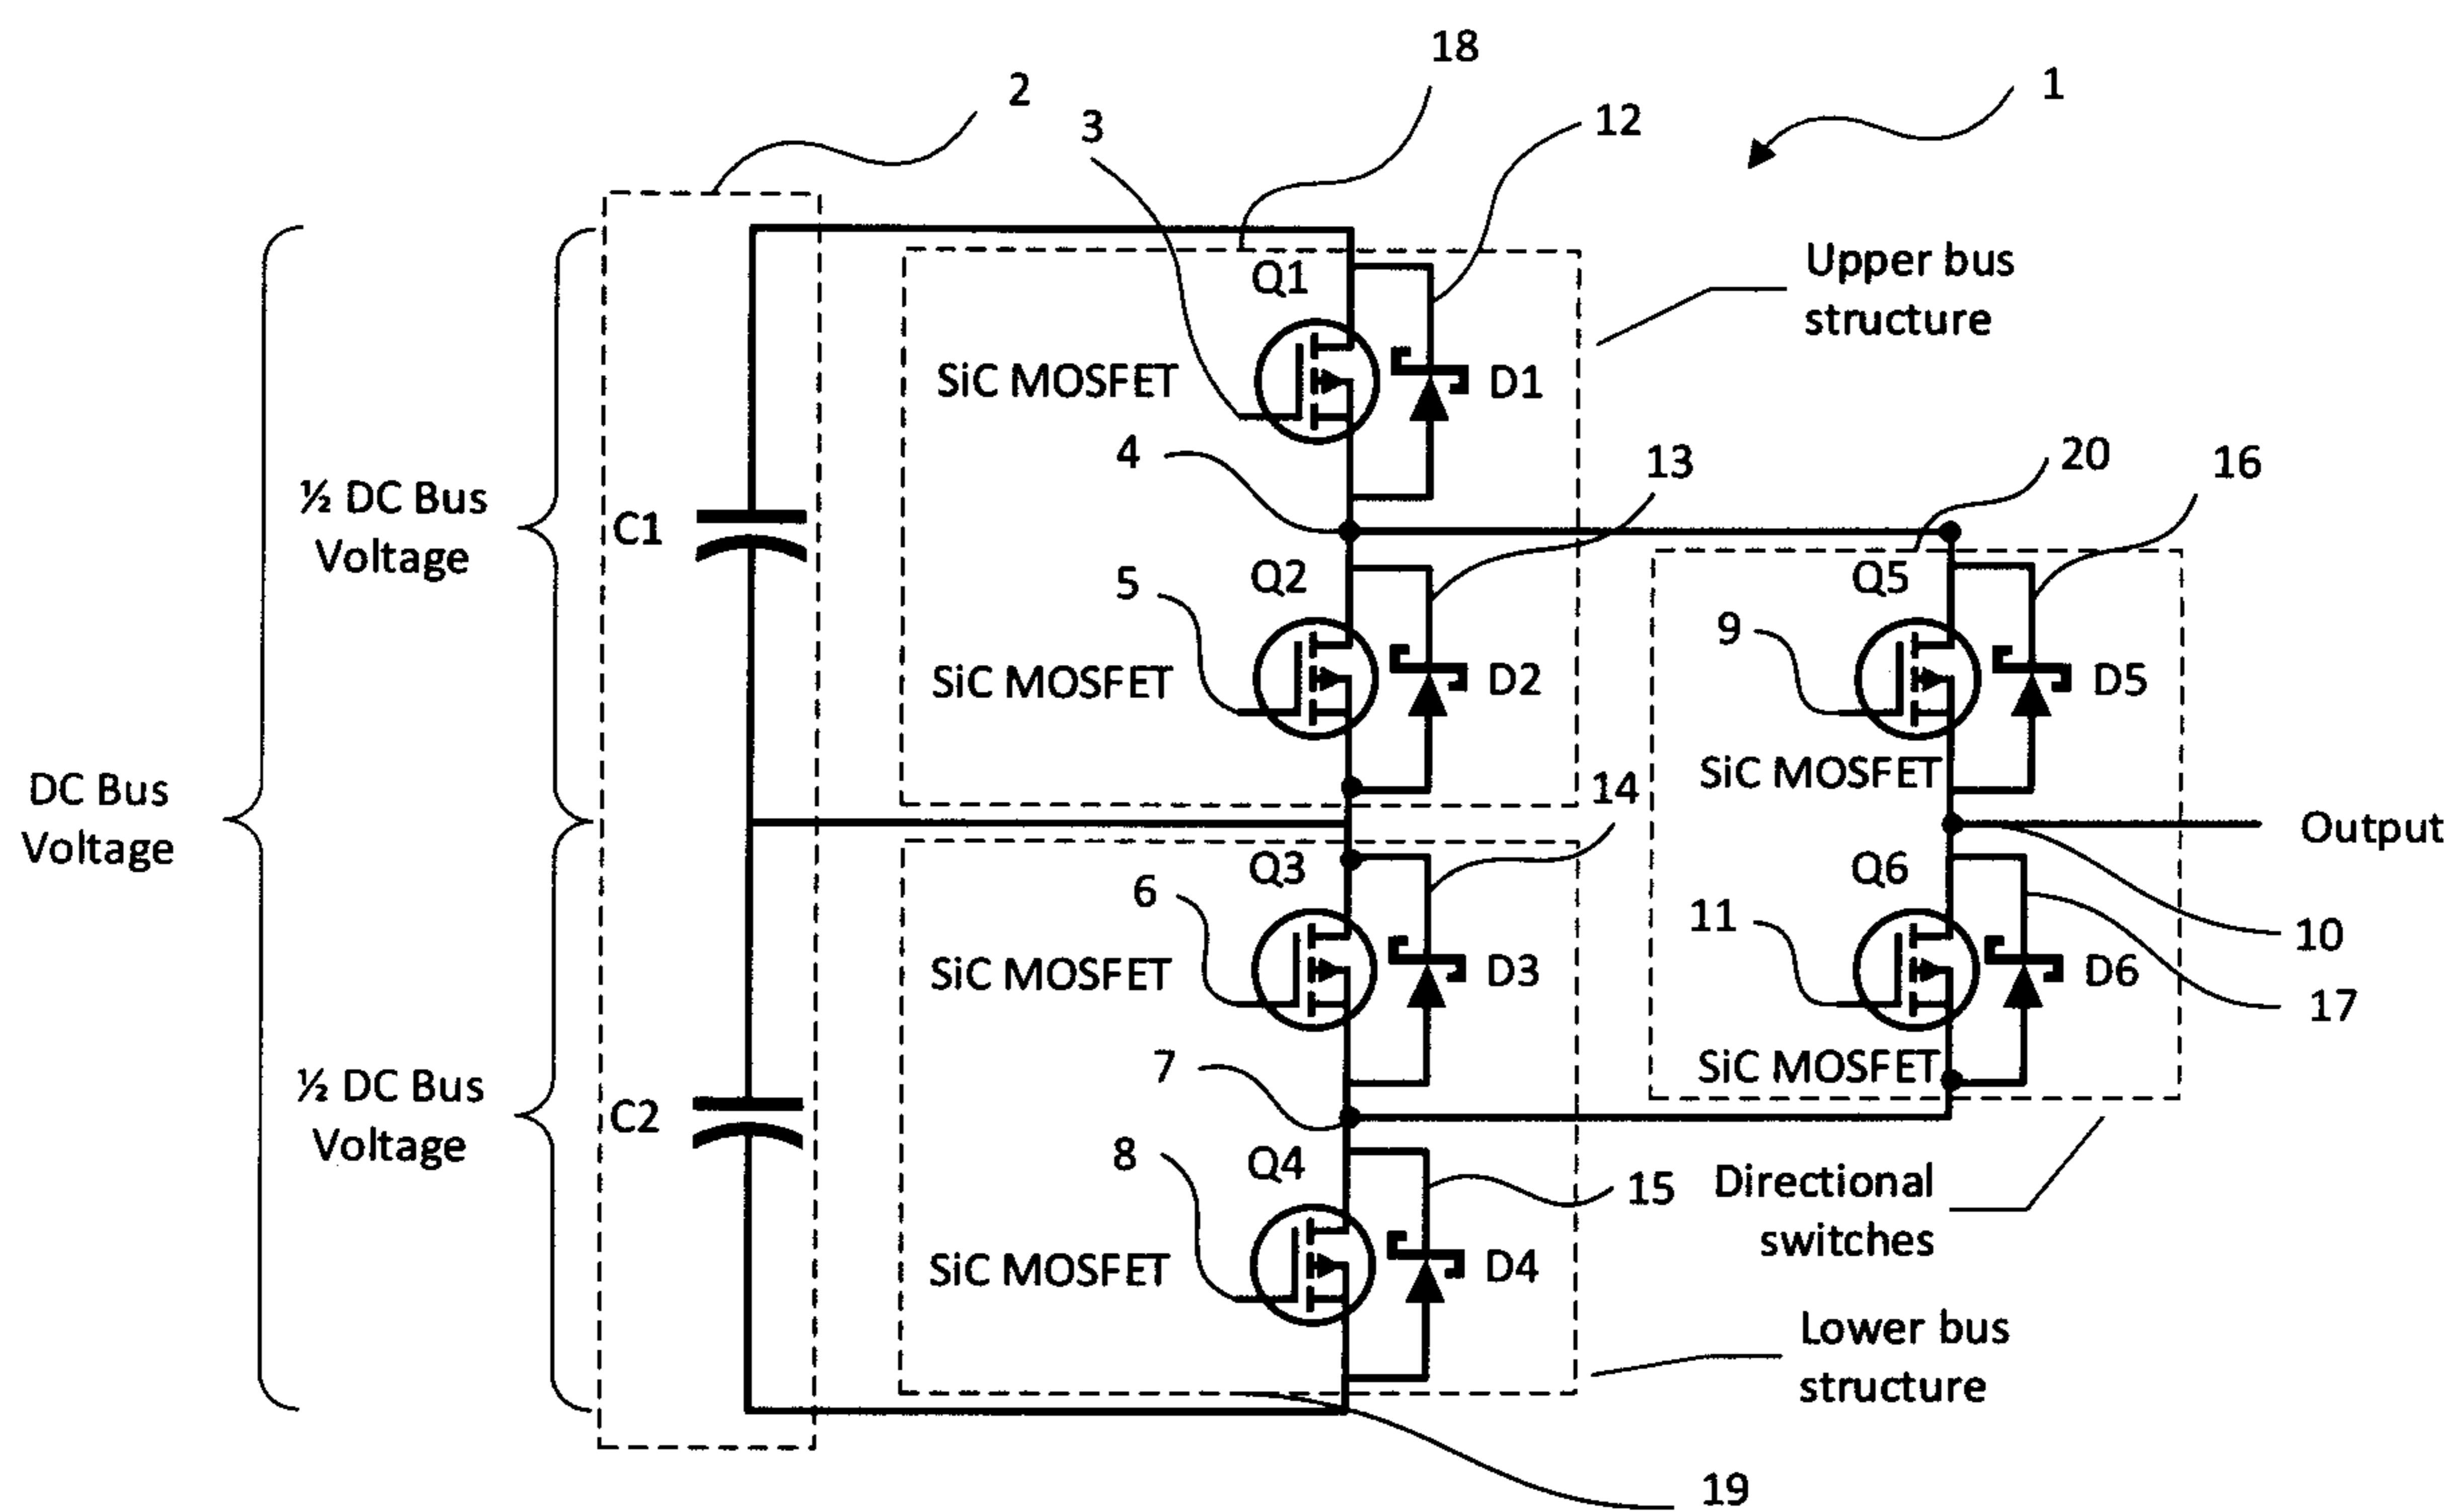 18
2
1
3
12
Upper bus
structure
Q1
SiC MOSFET
D1
4
13
20
16
½ DC Bus
Voltage
C1
Q2
Q5
5
9
SiC MOSFET
D2
D5
SiC MOSFET
14
DC Bus
Voltage
Output
Q3
Q6
6
11
10
SiC MOSFET
D3
D6
17
7
SiC MOSFET
½ DC Bus
Voltage
C2
8
Q4
15
Directional
switches
SiC MOSFET
D4
Lower bus
structure
19